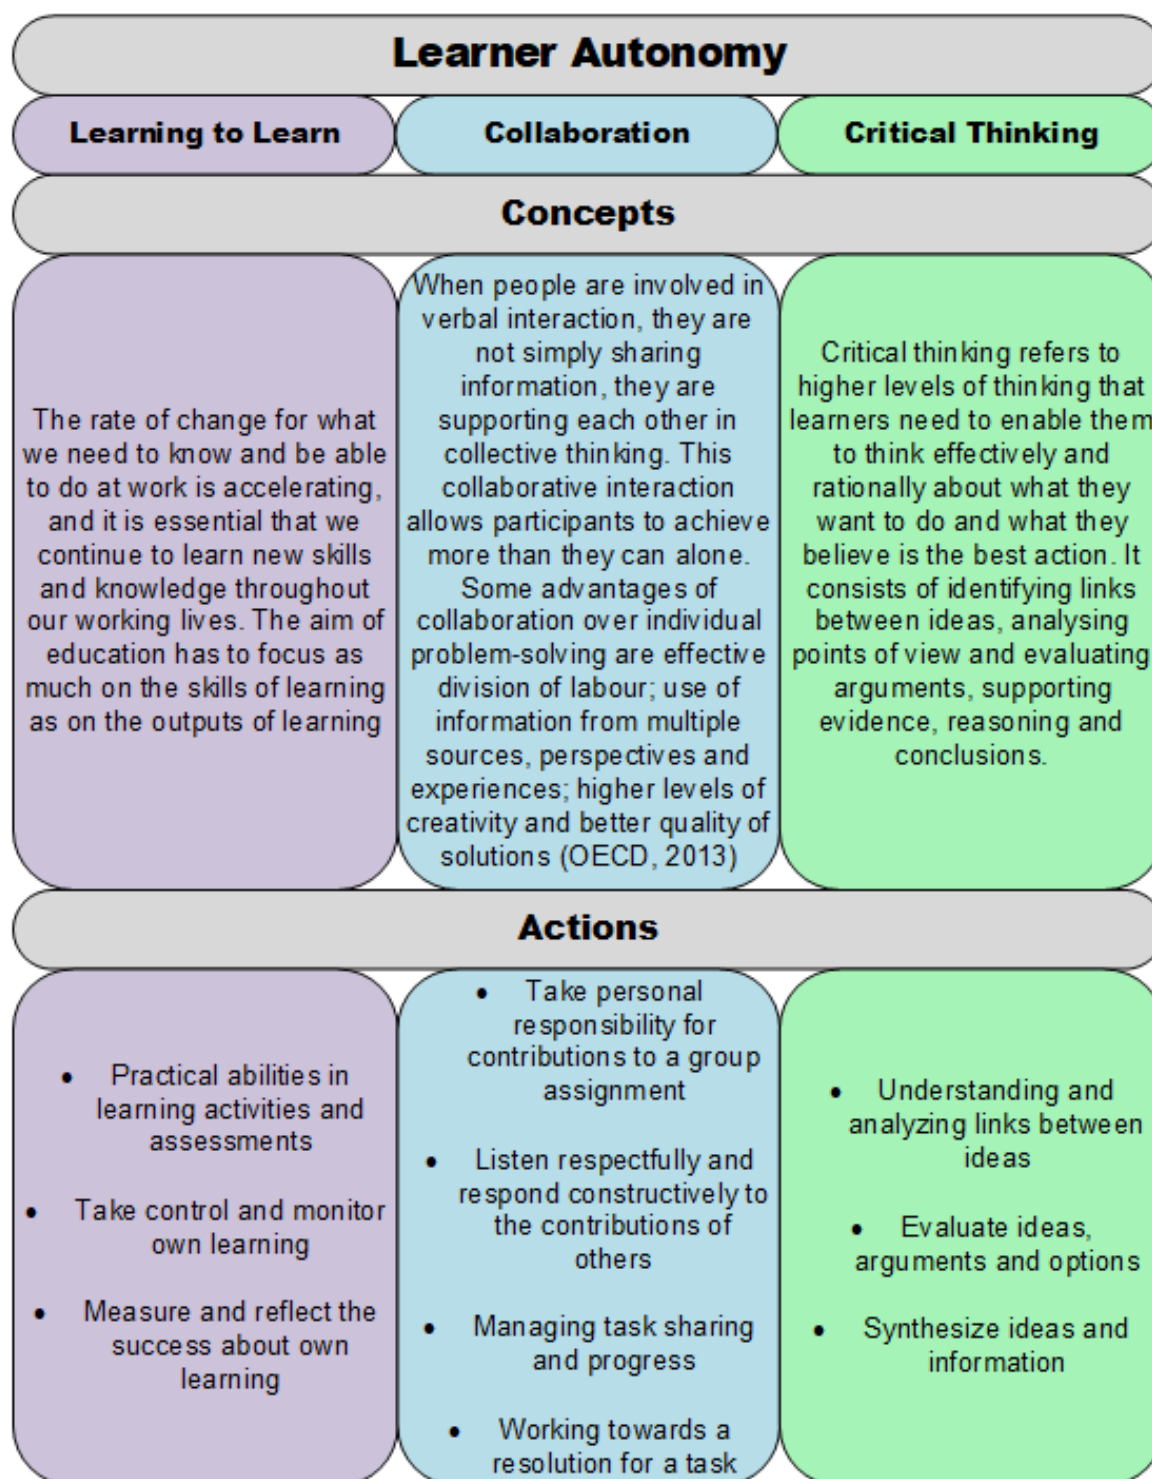 Learner Autonomy
Learning to Learn
Collaboration
Critical Thinking
Concepts
The rate of change for what
we need to know and be able
to do at work is accelerating,
and it is essential that we
continue to learn new skills
and knowledge throughout
our working lives. The aim of
education has to focus as
much on the skills of learning
as on the outputs of learning
When people are involved in
verbal interaction, they are
not simply sharing
information, they are
supporting each other in
collective thinking. This
collaborative interaction
allows participants to achieve
more than they can alone.
Some advantages of
collaboration over individual
problem-solving are effective
division of labour; use of
information from multiple
sources, perspectives and
experiences; higher levels of
creativity and better quality of
solutions (OECD, 2013)
Critical thinking refers to
higher levels of thinking that
learners need to enable them
to think effectively and
rationally about what they
want to do and what they
believe is the best action. It
consists of identifying links
between ideas, analysing
points of view and evaluating
arguments, supporting
evidence, reasoning and
conclusions.
Actions
• Practical abilities in
learning activities and
assessments
• Take control and monitor
own learning
• Measure and reflect the
success about own
learning
• Take personal
responsibility for
contributions to a group
assignment
• Listen respectfully and
respond constructively to
the contributions of
others
• Managing task sharing
and progress
• Working towards a
resolution for a task
• Understanding and
analyzing links between
ideas
• Evaluate ideas,
arguments and options
• Synthesize ideas and
information